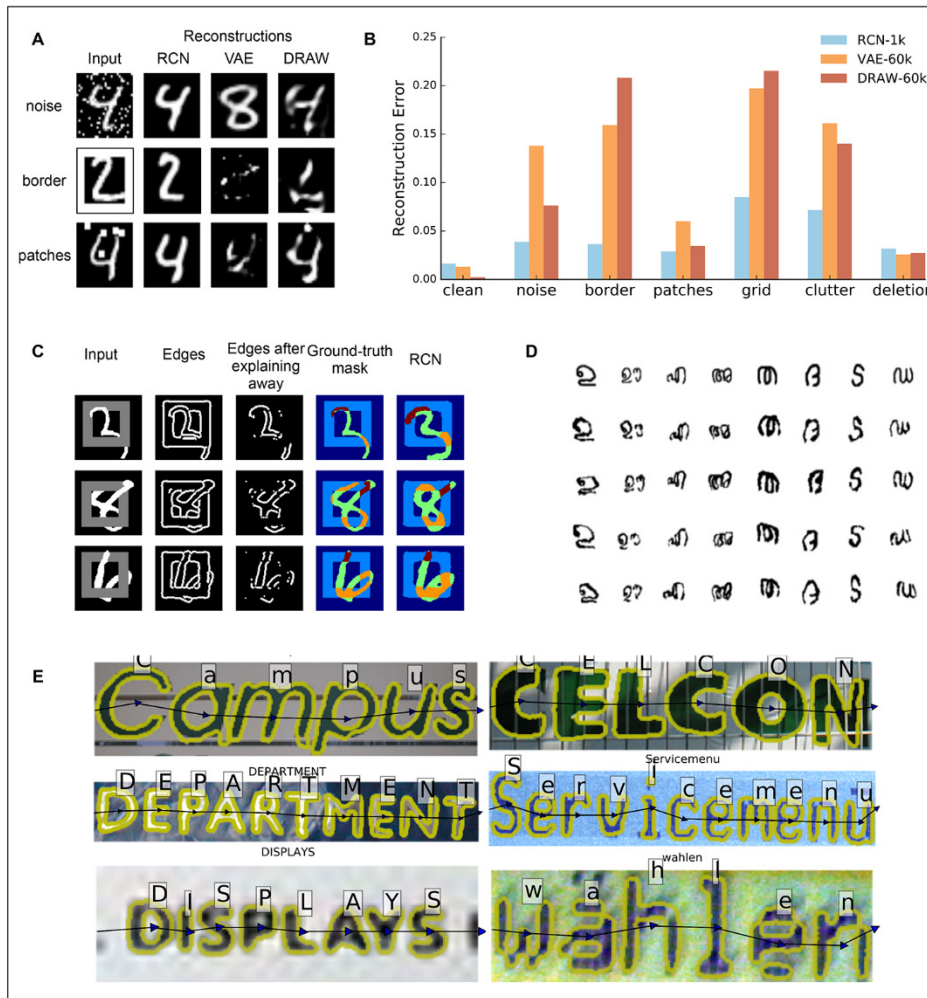 A
Reconstructions
Input RCN VAE DRAW
noise
border
patches
B
Reconstruction Error
0.25
0.20
0.15
0.10
0.05
0.00
RCN-1k
VAE-60k
DRAW-60k
clean noise border patches grid clutter deletion
C
Input Edges Edges after explaining away Ground-truth mask RCN
D
ഉ ഊ എ ആ ത ദ S ഡ
E
C a m p u s
Campus
C E L C O N
CELCON
DEPARTMENT
D E P A R T M E N T
DEPARTMENT
Servicemenu
S e r v i c e m e n u
Servicemenu
DISPLAYS
D I S P L A Y S
DISPLAYS
wahlen
w a h l e n
wahlen